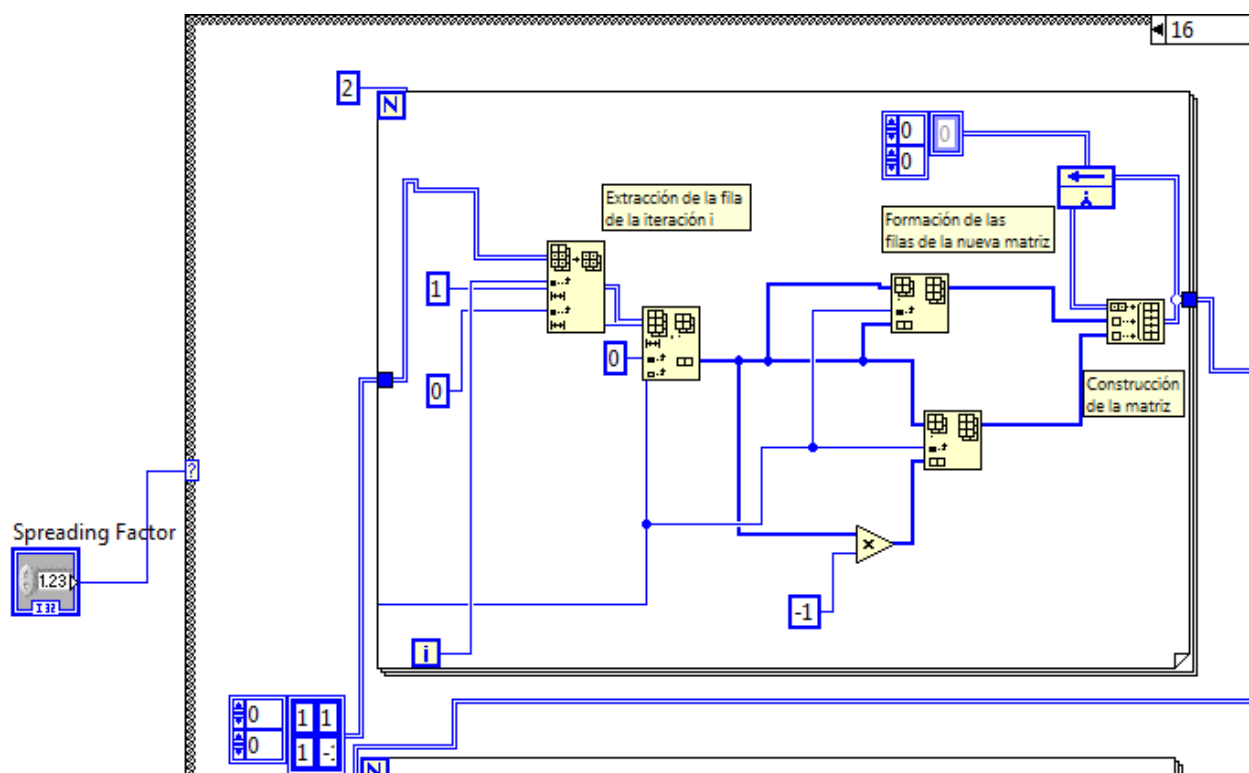 16
2
N
0
0
0
Extracción de la fila
de la iteración i
Formación de las
filas de la nueva matriz
1
0
0
Construcción
de la matriz
?
Spreading Factor
1.23
I32
x
-1
i
0
0
1 1
1 -1
N